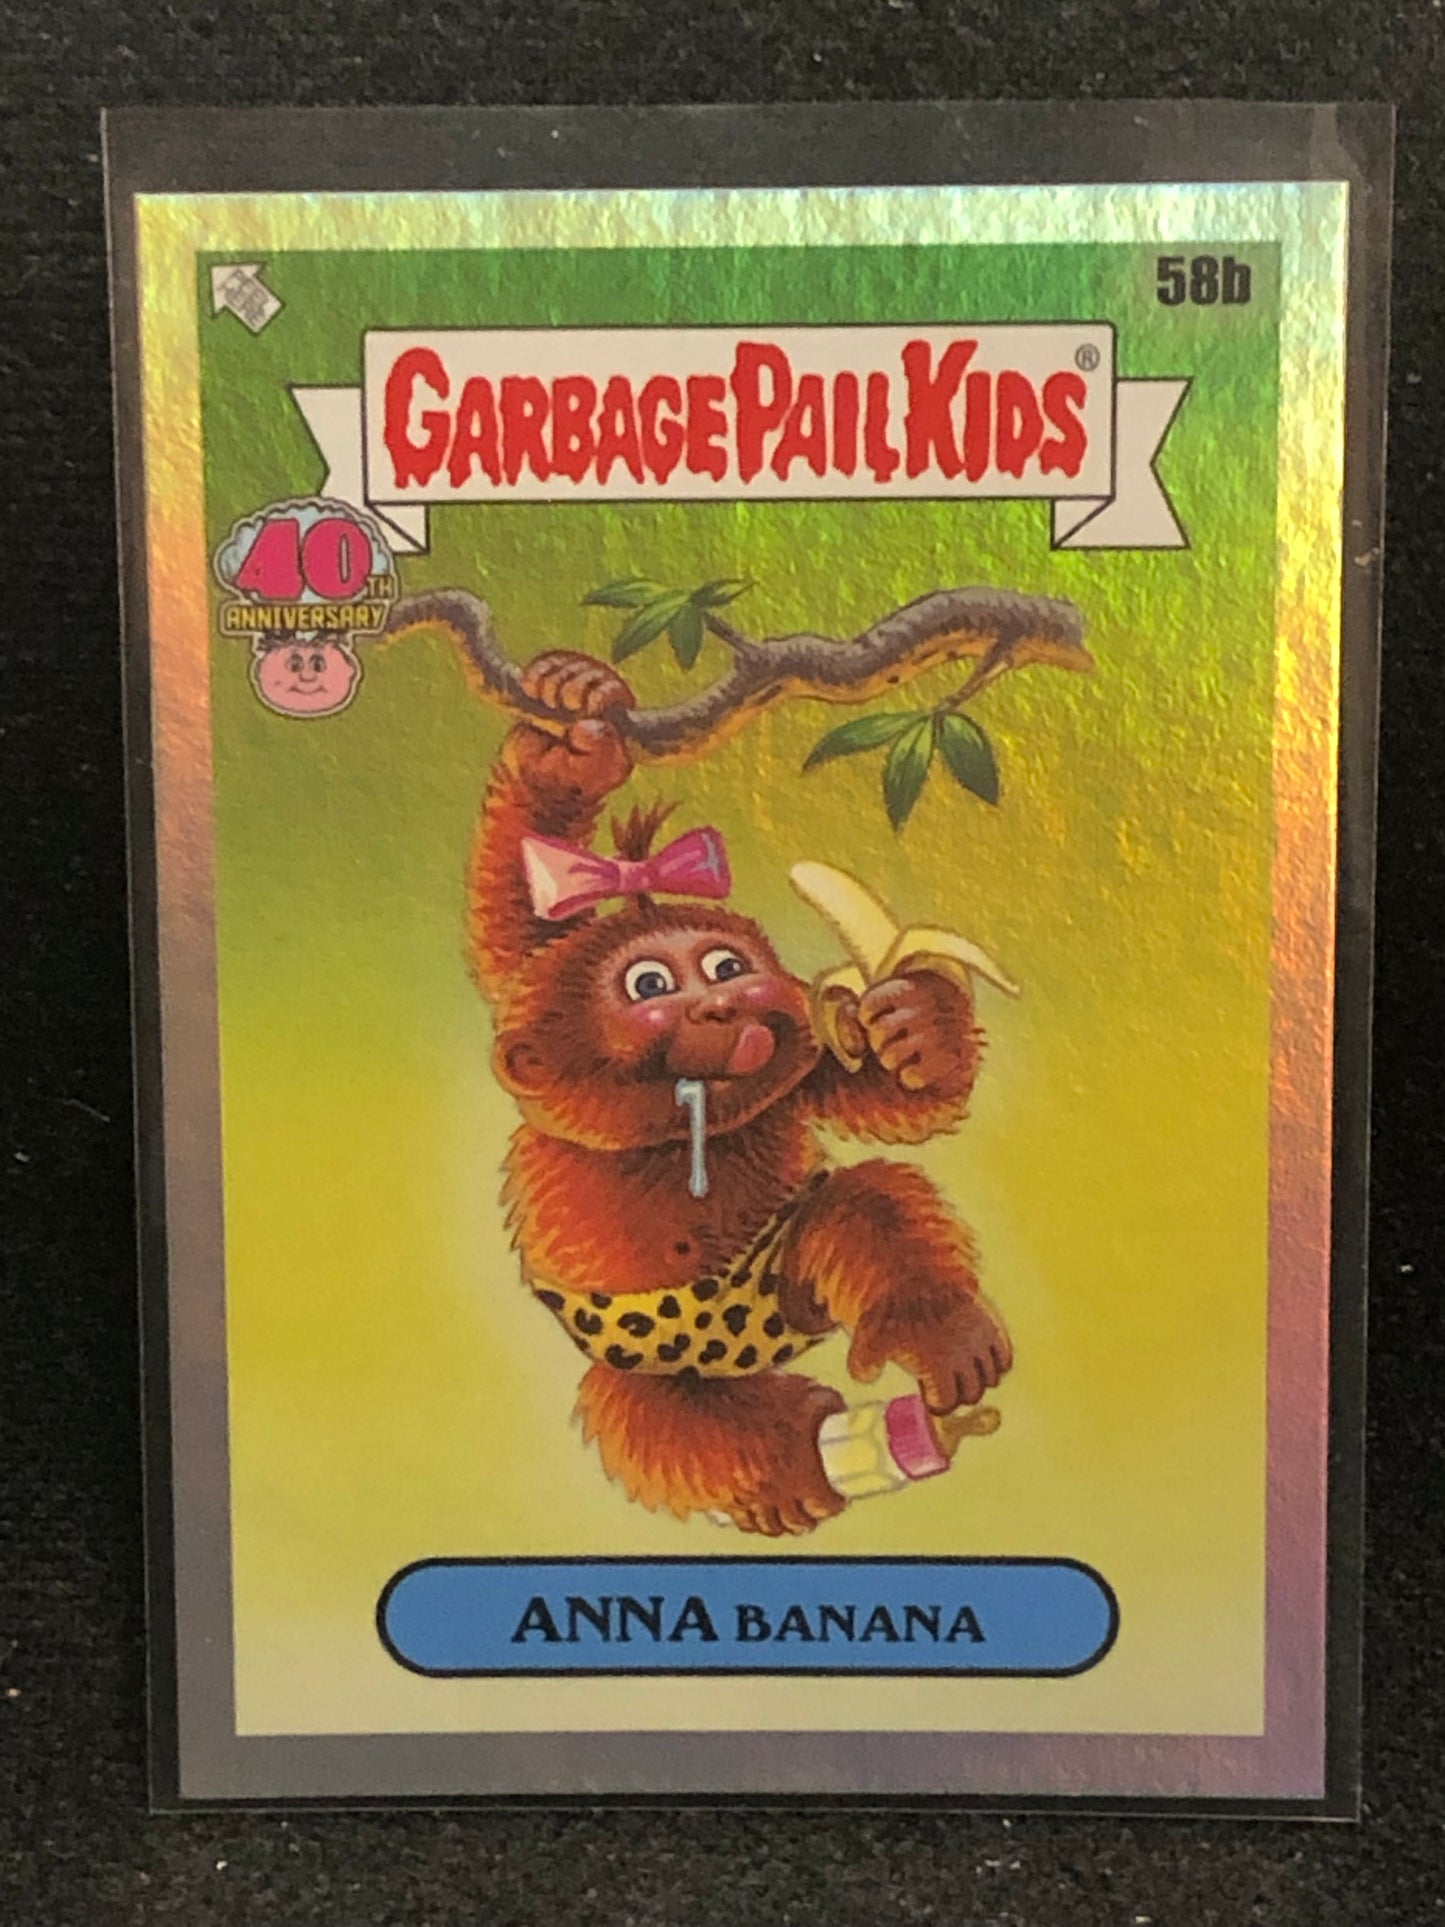 58b
GARBAGE PAIL KIDS®
40TH
ANNIVERSARY
ANNA BANANA